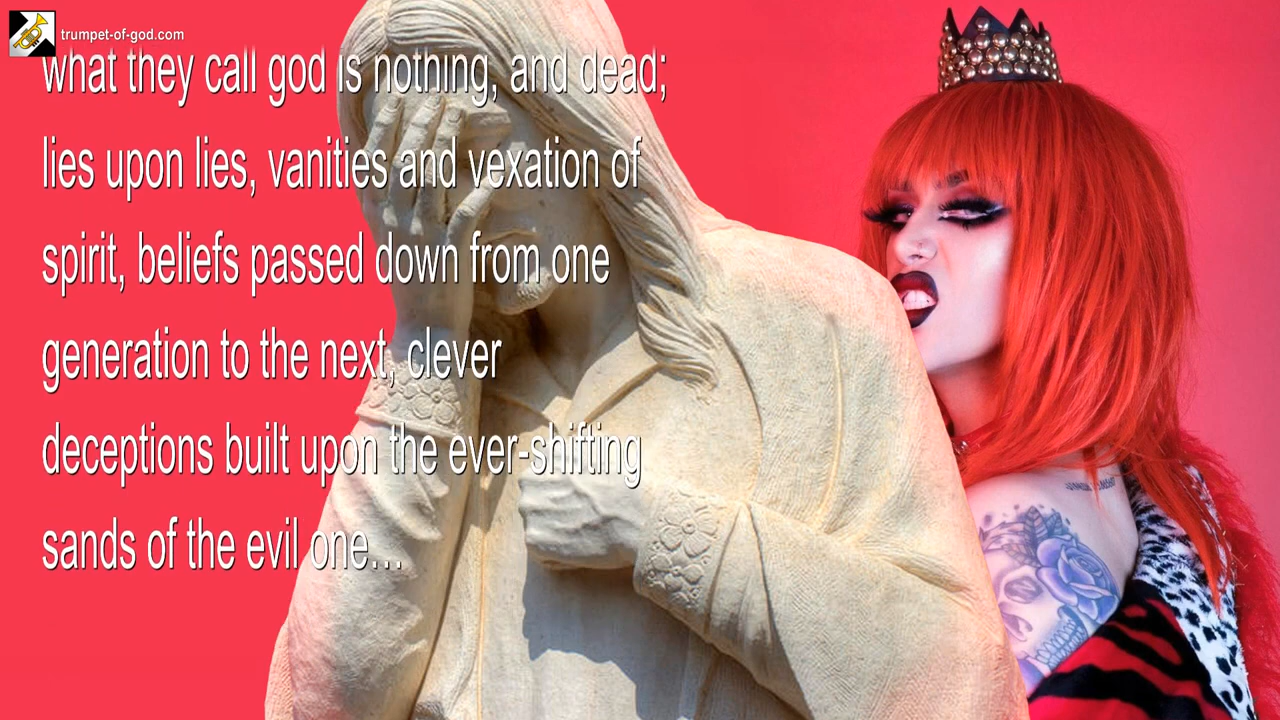 trumpet-of-god.com
what they call god is nothing, and dead;
lies upon lies, vanities and vexation of
spirit, beliefs passed down from one
generation to the next, clever
deceptions built upon the ever-shifting
sands of the evil one…